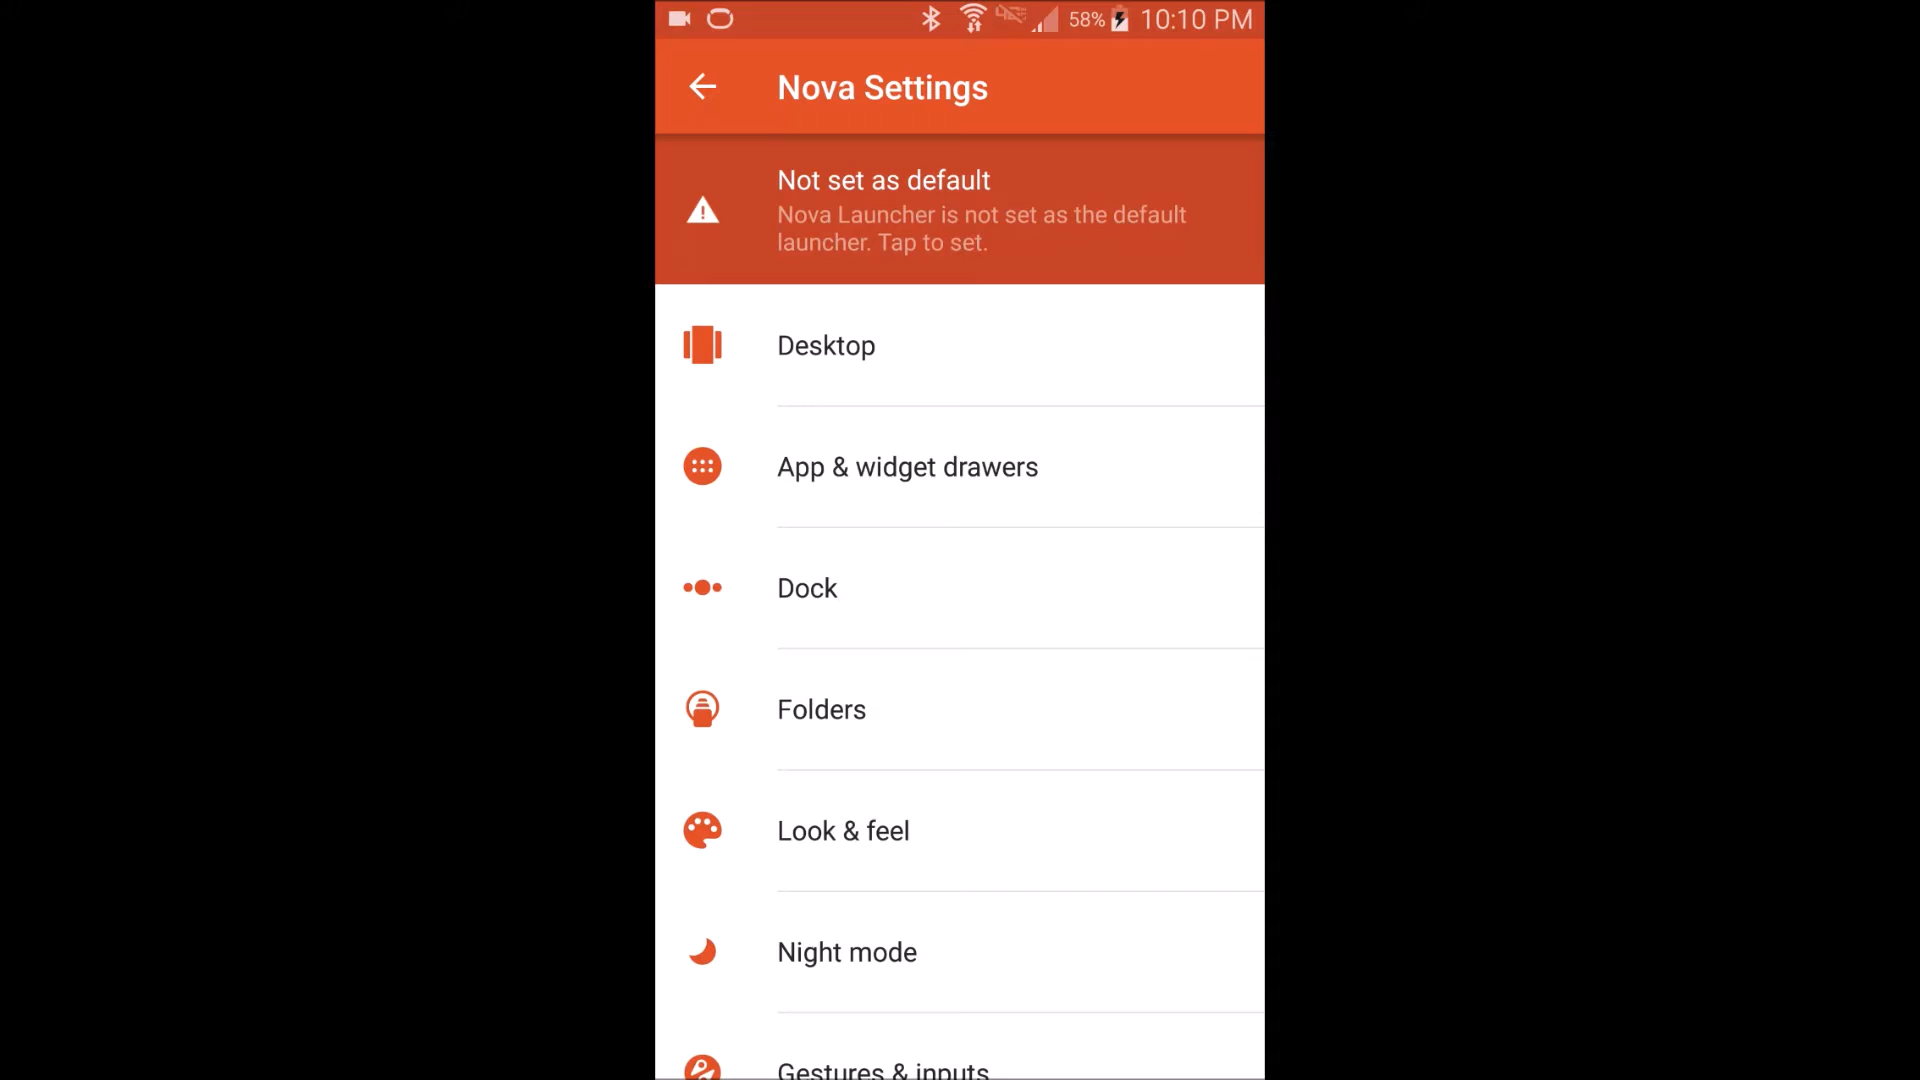 58% 10:10 PM
Nova Settings
Not set as default
Nova Launcher is not set as the default
launcher. Tap to set.
Desktop
App & widget drawers
Dock
Folders
Look & feel
Night mode
Gestures & inputs